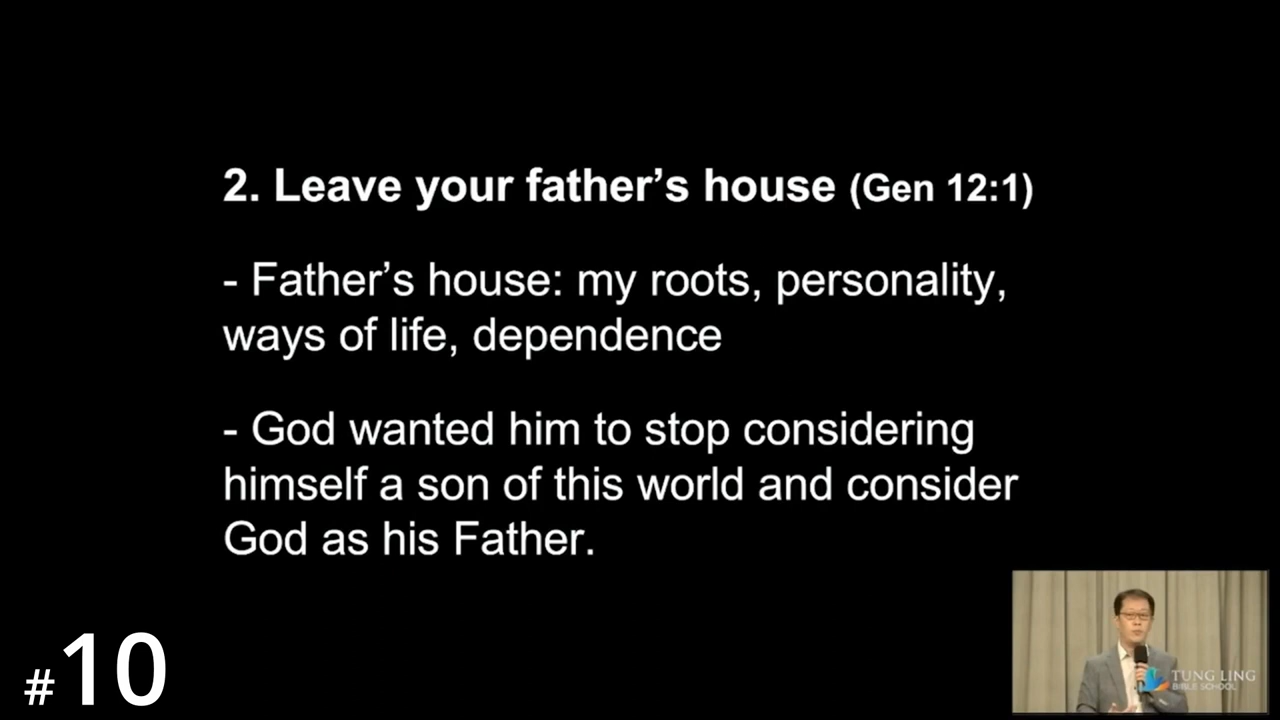 2. Leave your father’s house (Gen 12:1)
- Father’s house: my roots, personality,
ways of life, dependence
- God wanted him to stop considering
himself a son of this world and consider
God as his Father.
#10
TUNG LING
BIBLE SCHOOL